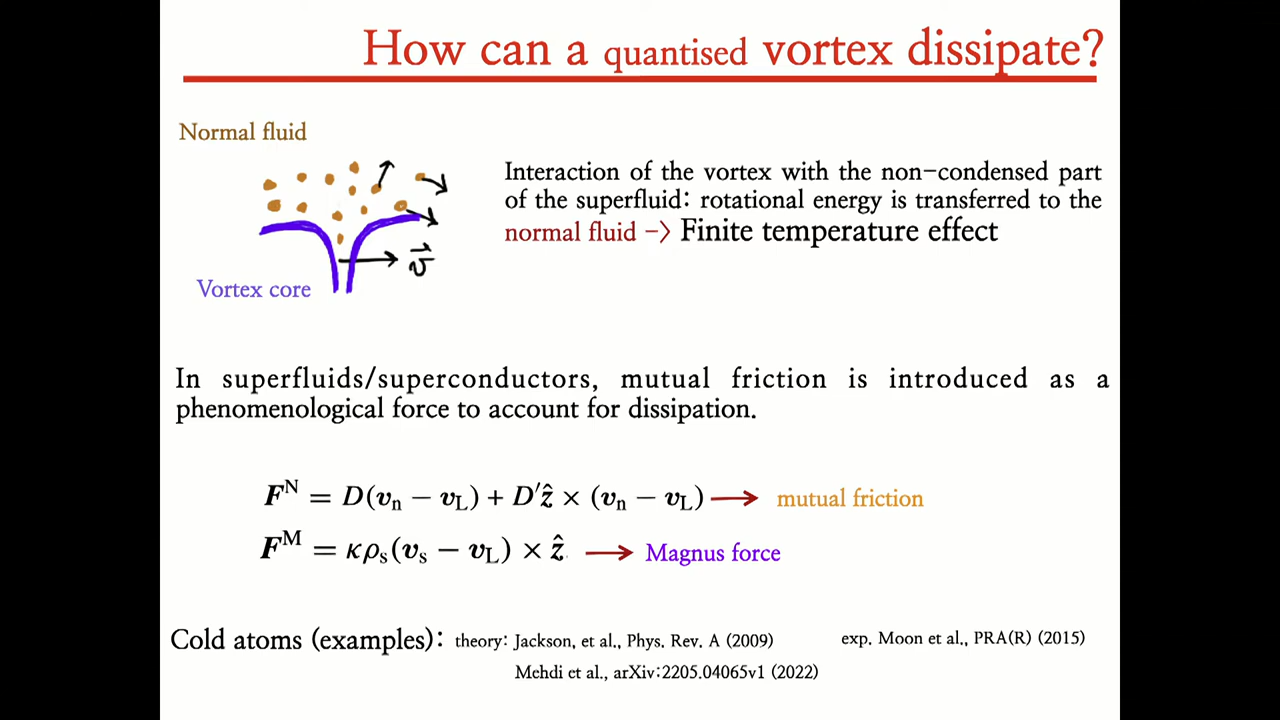 How can a quantised vortex dissipate?
Normal fluid
Interaction of the vortex with the non-condensed part
of the superfluid: rotational energy is transferred to the
normal fluid -> Finite temperature effect
v⃗
Vortex core
In superfluids/superconductors, mutual friction is introduced as a
phenomenological force to account for dissipation.
F^N = D(v_n − v_L) + D′ẑ × (v_n − v_L) → mutual friction
F^M = κρ_s(v_s − v_L) × ẑ → Magnus force
Cold atoms (examples): theory: Jackson, et al., Phys. Rev. A (2009) exp. Moon et al., PRA(R) (2015)
Mehdi et al., arXiv:2205.04065v1 (2022)